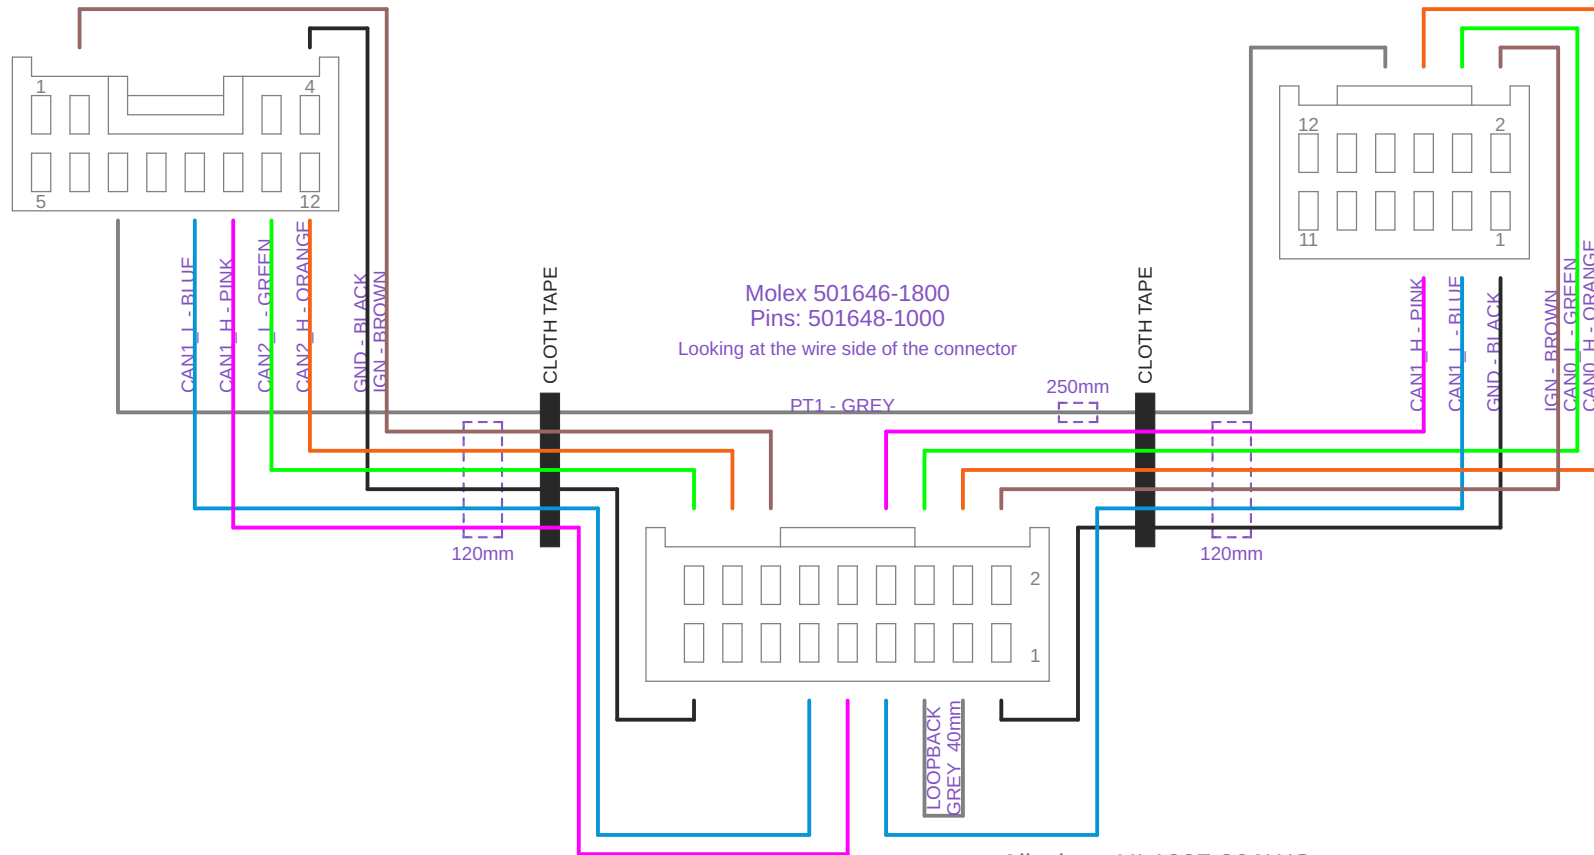 1
4
5
12
CAN1_L - BLUE
CAN1_H - PINK
CAN2_L - GREEN
CAN2_H - ORANGE
GND - BLACK
IGN - BROWN
CLOTH TAPE
Molex 501646-1800
Pins: 501648-1000
Looking at the wire side of the connector
PT1 - GREY
250mm
CLOTH TAPE
12
2
11
1
CAN1_H - PINK
CAN1_L - BLUE
GND - BLACK
IGN - BROWN
CAN0_L - GREEN
CAN0_H - ORANGE
120mm
120mm
2
1
LOOPBACK
GREY 40mm